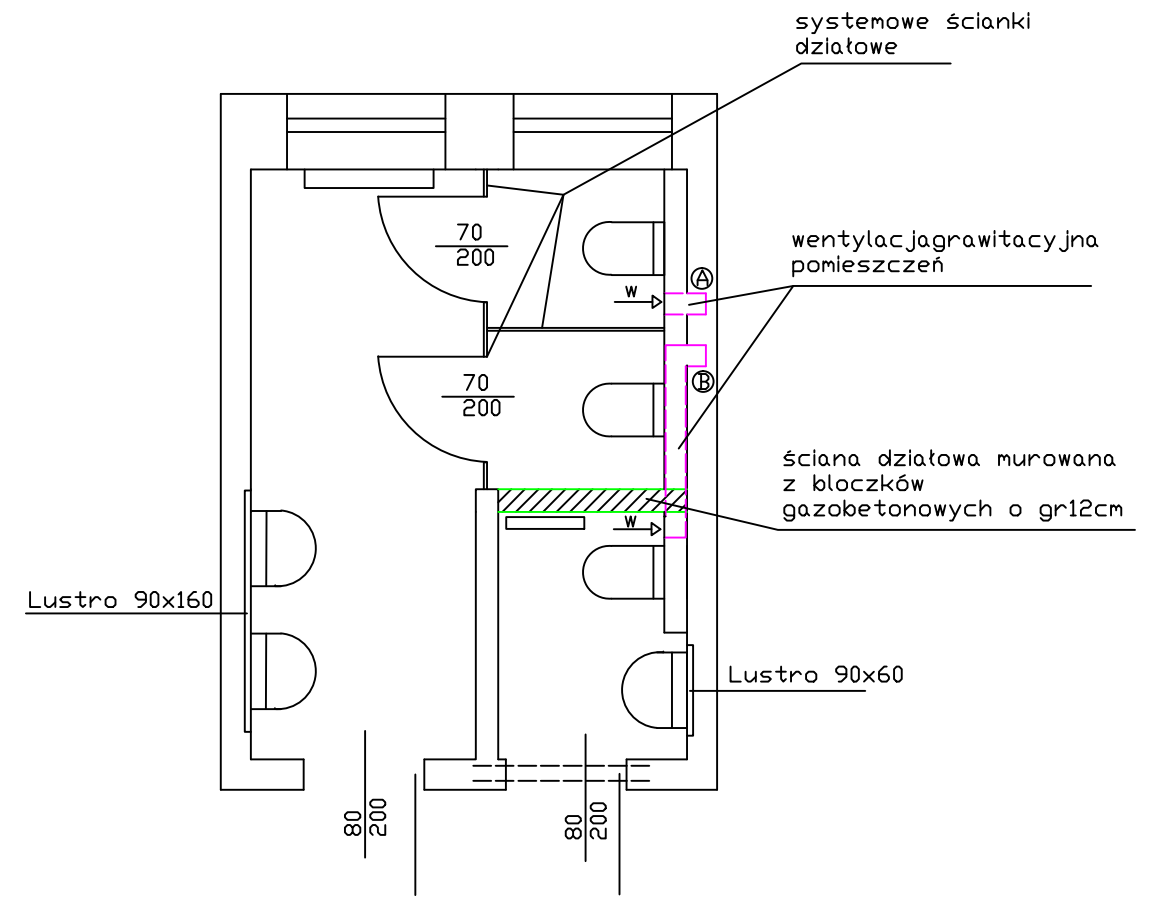 systemowe ścianki
działowe
70
200
wentylacjagrawitacyjna
pomieszczeń
A
W
B
70
200
ściana działowa murowana
z bloczków
gazobetonowych o gr12cm
W
Lustro 90x160
Lustro 90x60
80
200
80
200